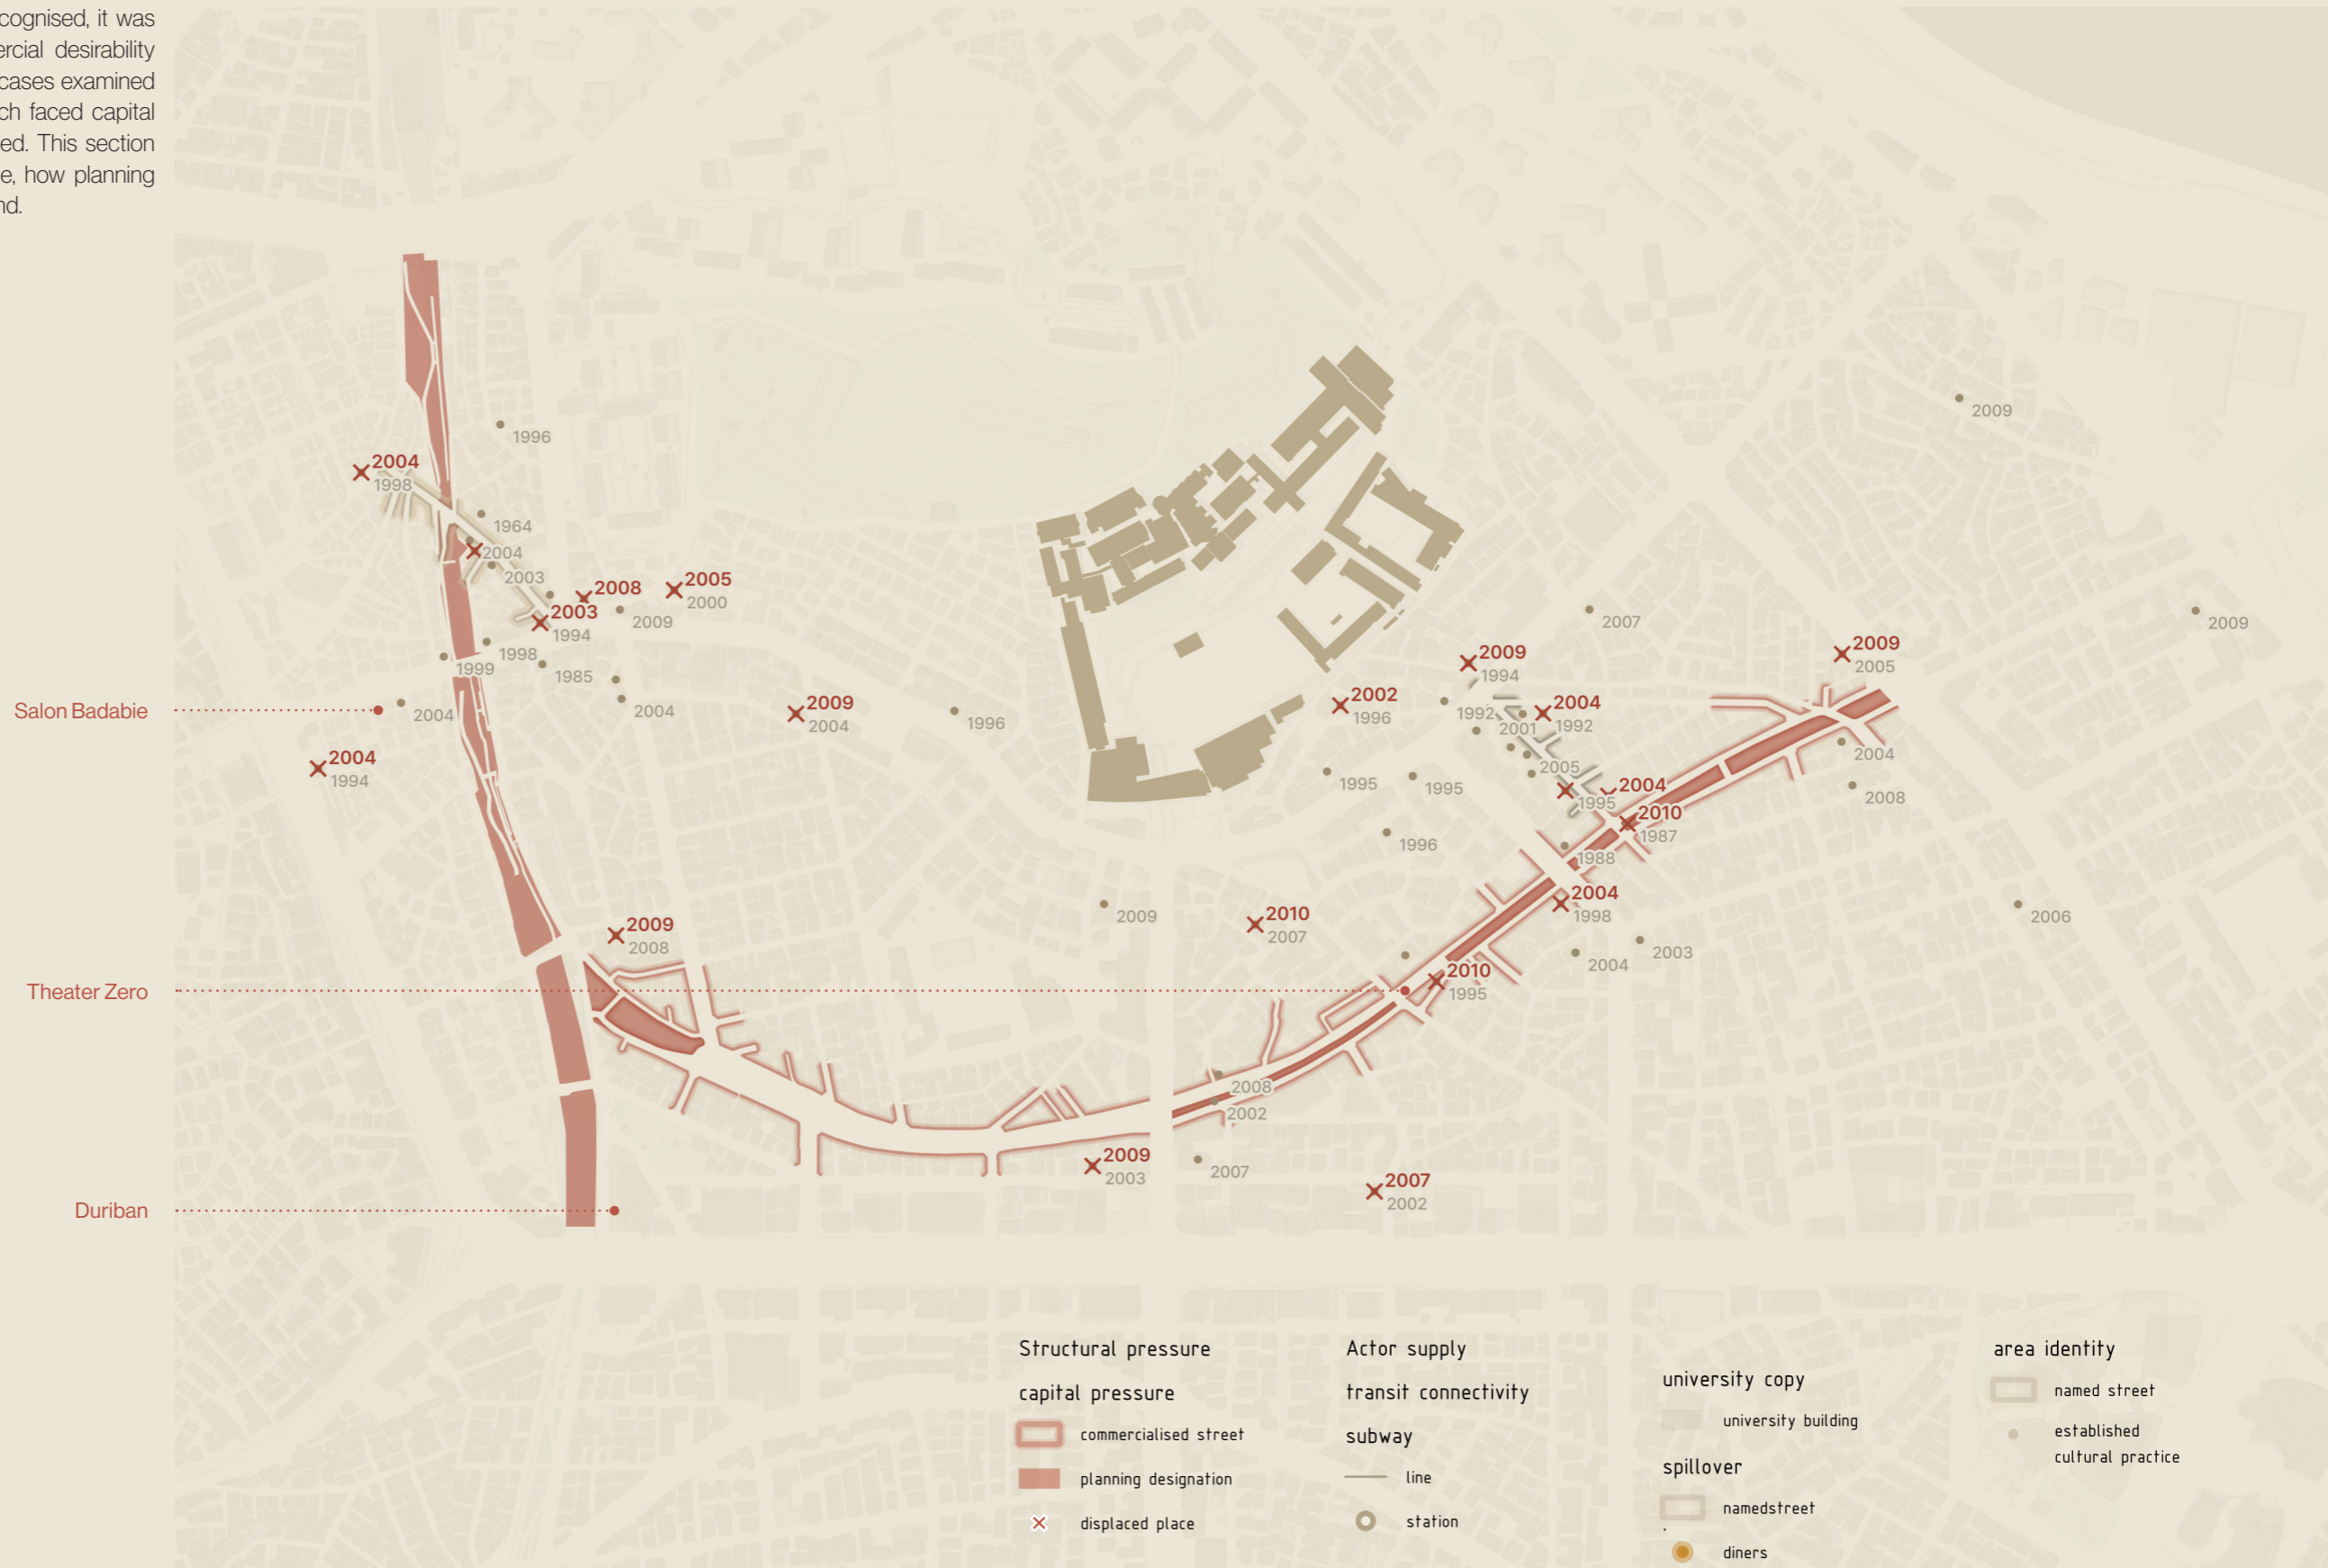 cognised, it was
ercial desirability
cases examined
ch faced capital
ed. This section
e, how planning
nd.
2009
1996
2004
1998
1964
2004
2003
2008
2005
2000
2003
2009
1994
1998
1999
1985
2004
2004
2009
2004
1996
2004
1994
2007
2009
2009
1994
2009
2005
2002
1996
1992
2004
1992
2001
2004
2005
1995
1995
2004
1995
2008
2010
1987
1996
1988
2004
1998
2009
2010
2007
2006
2009
2008
2003
2004
2010
1995
2008
2002
2009
2003
2007
2007
2002
Salon Badabie
Theater Zero
Duriban
Structural pressure
capital pressure
commercialised street
planning designation
displaced place
Actor supply
transit connectivity
subway
line
station
university copy
university building
spillover
namedstreet
diners
area identity
named street
established
cultural practice